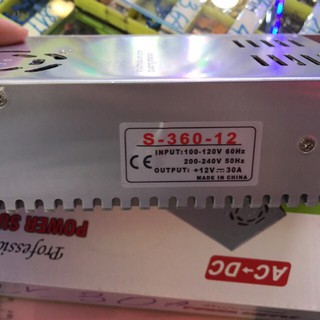 S-360-12
INPUT:100-120V 60Hz
200-240V 50Hz
OUTPUT: +12V⎓30A
CE
MADE IN CHINA
Professio
POWER SU
AC→DC